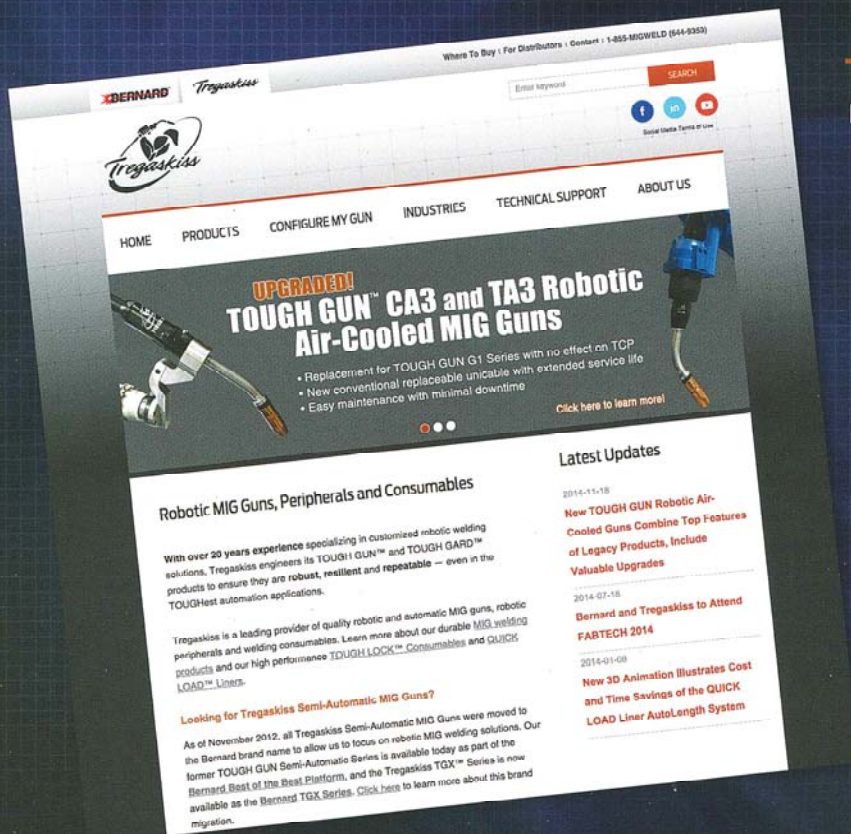 Where To Buy | For Distributors | Contact | 1-855-MIGWELD (644-9353)
BERNARD
Tregaskiss
Enter keyword
SEARCH
Social Media Terms of Use
Tregaskiss
HOME
PRODUCTS
CONFIGURE MY GUN
INDUSTRIES
TECHNICAL SUPPORT
ABOUT US
UPGRADED!
TOUGH GUN™ CA3 and TA3 Robotic
Air-Cooled MIG Guns
• Replacement for TOUGH GUN G1 Series with no effect on TCP
• New conventional replaceable unicable with extended service life
• Easy maintenance with minimal downtime
Click here to learn more!
Robotic MIG Guns, Peripherals and Consumables
With over 20 years experience specializing in customized robotic welding
solutions, Tregaskiss engineers its TOUGH GUN™ and TOUGH GARD™
products to ensure they are robust, resilient and repeatable — even in the
TOUGHest automation applications.
Tregaskiss is a leading provider of quality robotic and automatic MIG guns, robotic
peripherals and welding consumables. Learn more about our durable MIG welding
products and our high performance TOUGH LOCK™ Consumables and QUICK
LOAD™ Liners.
Looking for Tregaskiss Semi-Automatic MIG Guns?
As of November 2012, all Tregaskiss Semi-Automatic MIG Guns were moved to
the Bernard brand name to allow us to focus on robotic MIG welding solutions. Our
former TOUGH GUN Semi-Automatic Series is available today as part of the
Bernard Best of the Best Platform, and the Tregaskiss TGX™ Series is now
available as the Bernard TGX Series. Click here to learn more about this brand
migration.
Latest Updates
2014-11-18
New TOUGH GUN Robotic Air-
Cooled Guns Combine Top Features
of Legacy Products, Include
Valuable Upgrades
2014-07-18
Bernard and Tregaskiss to Attend
FABTECH 2014
2014-01-09
New 3D Animation Illustrates Cost
and Time Savings of the QUICK
LOAD Liner AutoLength System